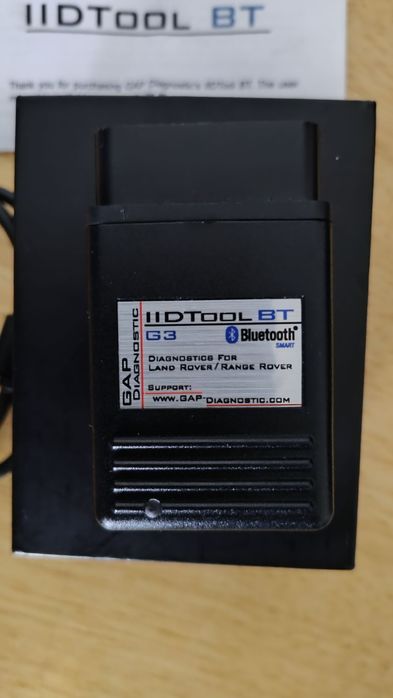 IIDTOOL BT
Thank you for purchasing GAP Diagnostic's IIDTool BT. The user
GAP
DIAGNOSTIC
IIDTOOL BT
G3
Bluetooth®
SMART
DIAGNOSTICS FOR
LAND ROVER/RANGE ROVER
SUPPORT:
WWW.GAP-DIAGNOSTIC.COM